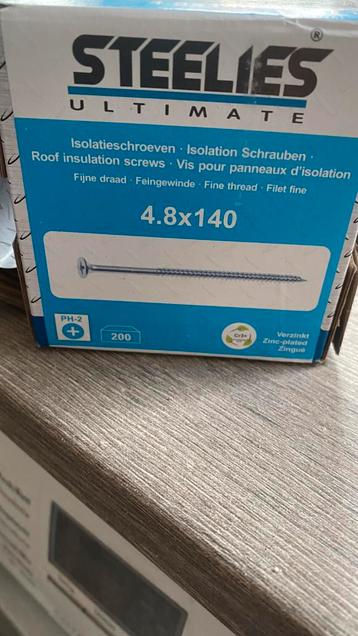 STEELIES®
ULTIMATE
Isolatieschroeven · Isolation Schrauben ·
Roof insulation screws · Vis pour panneaux d'isolation
Fijne draad · Feingewinde · Fine thread · Filet fine
4.8x140
PH-2
200
Cr3+
Verzinkt
Zinc-plated
Zingué